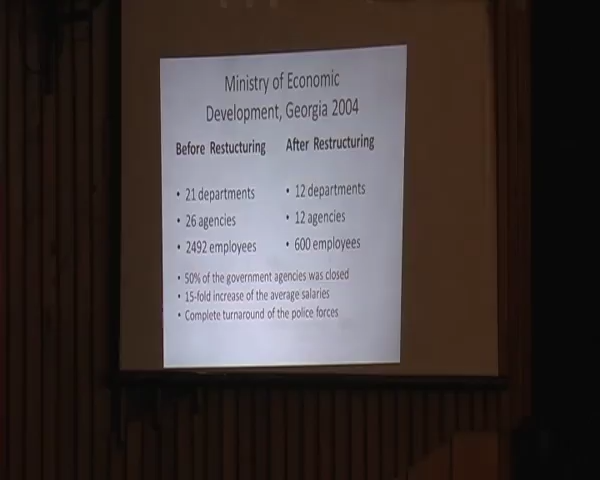 Ministry of Economic
Development, Georgia 2004
Before Restucturing After Restructuring
• 21 departments • 12 departments
• 26 agencies • 12 agencies
• 2492 employees • 600 employees
• 50% of the government agencies was closed
• 15-fold increase of the average salaries
• Complete turnaround of the police forces